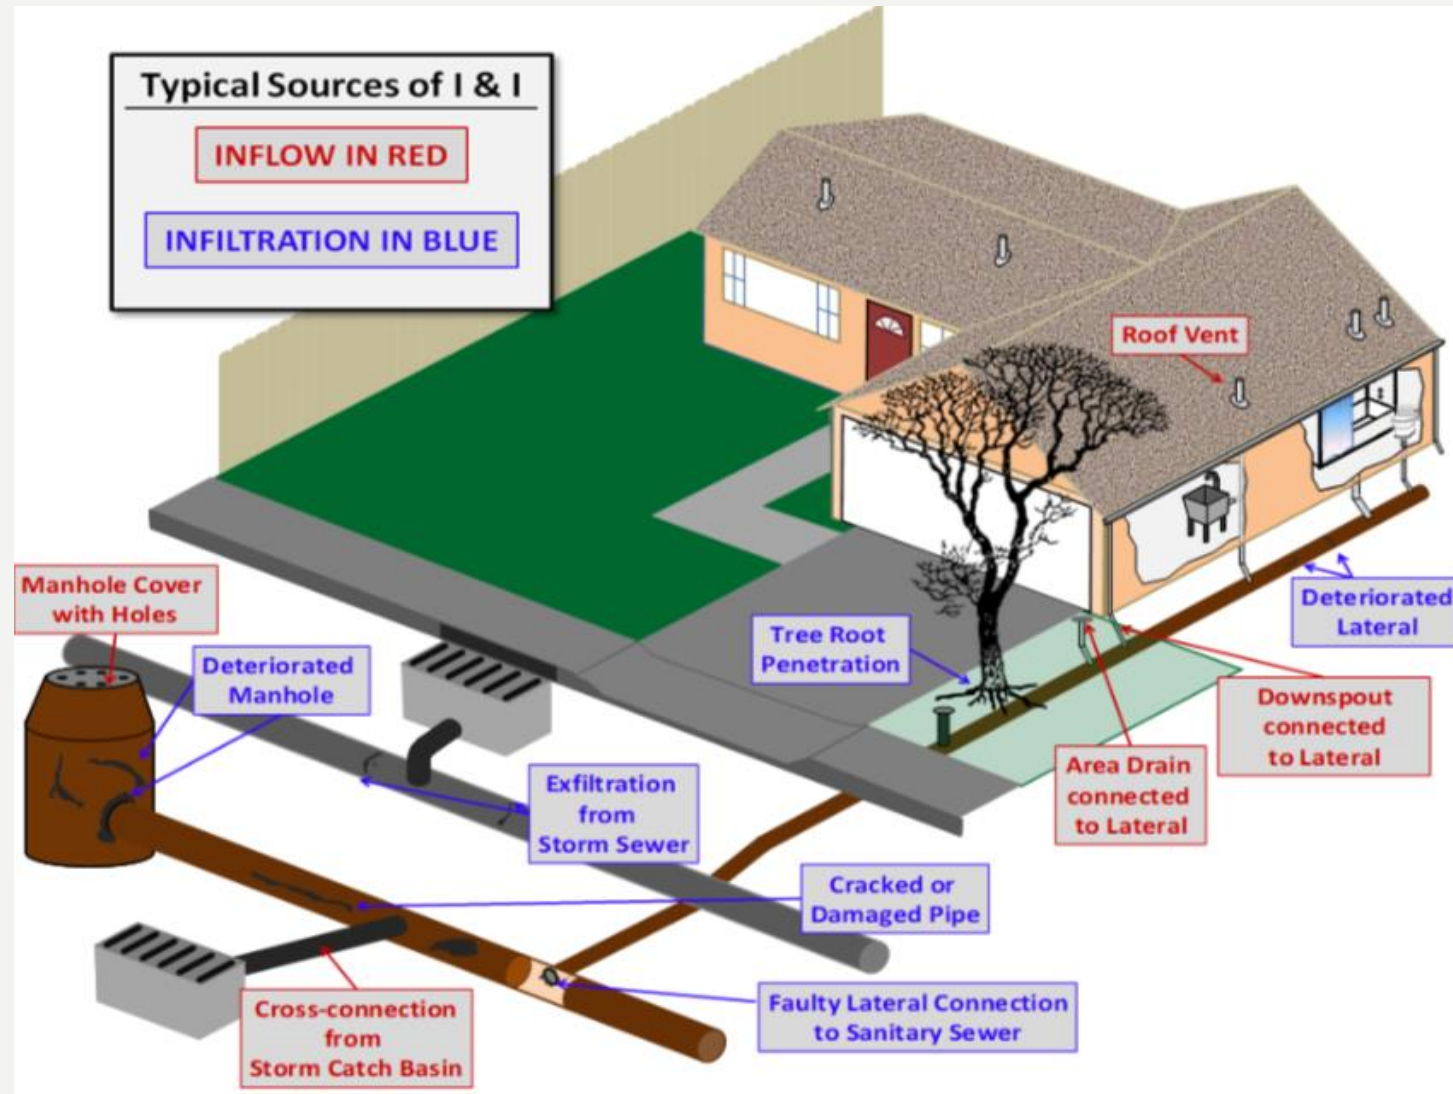 Typical Sources of I & I
INFLOW IN RED
INFILTRATION IN BLUE
Roof Vent
Manhole Cover
with Holes
Deteriorated
Manhole
Tree Root
Penetration
Deteriorated
Lateral
Downspout
connected
to Lateral
Area Drain
connected
to Lateral
Exfiltration
from
Storm Sewer
Cracked or
Damaged Pipe
Faulty Lateral Connection
to Sanitary Sewer
Cross-connection
from
Storm Catch Basin